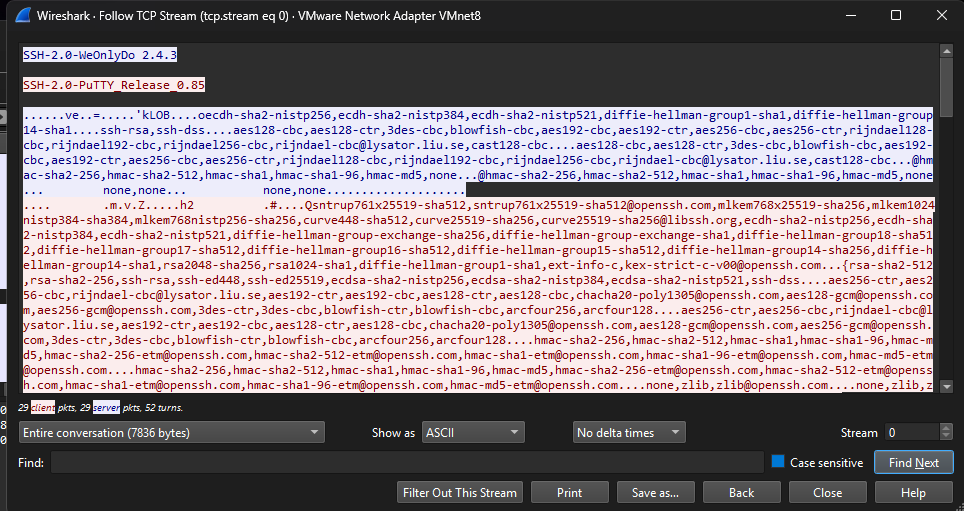 Wireshark · Follow TCP Stream (tcp.stream eq 0) · VMware Network Adapter VMnet8
SSH-2.0-WeOnlyDo 2.4.3
SSH-2.0-PuTTY_Release_0.85
......ve..=.....'kLOB....oecdh-sha2-nistp256,ecdh-sha2-nistp384,ecdh-sha2-nistp521,diffie-hellman-group1-sha1,diffie-hellman-group
14-sha1....ssh-rsa,ssh-dss....aes128-cbc,aes128-ctr,3des-cbc,blowfish-cbc,aes192-cbc,aes192-ctr,aes256-cbc,aes256-ctr,rijndael128-
cbc,rijndael192-cbc,rijndael256-cbc,rijndael-cbc@lysator.liu.se,cast128-cbc....aes128-cbc,aes128-ctr,3des-cbc,blowfish-cbc,aes192-
cbc,aes192-ctr,aes256-cbc,aes256-ctr,rijndael128-cbc,rijndael192-cbc,rijndael256-cbc,rijndael-cbc@lysator.liu.se,cast128-cbc...@hm
ac-sha2-256,hmac-sha2-512,hmac-sha1,hmac-sha1-96,hmac-md5,none...@hmac-sha2-256,hmac-sha2-512,hmac-sha1,hmac-sha1-96,hmac-md5,none
... none,none... none,none....................
.... .m.v.Z.....h2 .#....Qsntrup761x25519-sha512,sntrup761x25519-sha512@openssh.com,mlkem768x25519-sha256,mlkem1024
nistp384-sha384,mlkem768nistp256-sha256,curve448-sha512,curve25519-sha256,curve25519-sha256@libssh.org,ecdh-sha2-nistp256,ecdh-sha
2-nistp384,ecdh-sha2-nistp521,diffie-hellman-group-exchange-sha256,diffie-hellman-group-exchange-sha1,diffie-hellman-group18-sha51
2,diffie-hellman-group17-sha512,diffie-hellman-group16-sha512,diffie-hellman-group15-sha512,diffie-hellman-group14-sha256,diffie-h
ellman-group14-sha1,rsa2048-sha256,rsa1024-sha1,diffie-hellman-group1-sha1,ext-info-c,kex-strict-c-v00@openssh.com...{rsa-sha2-512
,rsa-sha2-256,ssh-rsa,ssh-ed448,ssh-ed25519,ecdsa-sha2-nistp256,ecdsa-sha2-nistp384,ecdsa-sha2-nistp521,ssh-dss....aes256-ctr,aes2
56-cbc,rijndael-cbc@lysator.liu.se,aes192-ctr,aes192-cbc,aes128-ctr,aes128-cbc,chacha20-poly1305@openssh.com,aes128-gcm@openssh.co
m,aes256-gcm@openssh.com,3des-ctr,3des-cbc,blowfish-ctr,blowfish-cbc,arcfour256,arcfour128....aes256-ctr,aes256-cbc,rijndael-cbc@l
ysator.liu.se,aes192-ctr,aes192-cbc,aes128-ctr,aes128-cbc,chacha20-poly1305@openssh.com,aes128-gcm@openssh.com,aes256-gcm@openssh.
com,3des-ctr,3des-cbc,blowfish-ctr,blowfish-cbc,arcfour256,arcfour128....hmac-sha2-256,hmac-sha2-512,hmac-sha1,hmac-sha1-96,hmac-m
d5,hmac-sha2-256-etm@openssh.com,hmac-sha2-512-etm@openssh.com,hmac-sha1-etm@openssh.com,hmac-sha1-96-etm@openssh.com,hmac-md5-etm
@openssh.com....hmac-sha2-256,hmac-sha2-512,hmac-sha1,hmac-sha1-96,hmac-md5,hmac-sha2-256-etm@openssh.com,hmac-sha2-512-etm@openss
h.com,hmac-sha1-etm@openssh.com,hmac-sha1-96-etm@openssh.com,hmac-md5-etm@openssh.com....none,zlib,zlib@openssh.com....none,zlib,z
29 client pkts, 29 server pkts, 52 turns.
Entire conversation (7836 bytes) Show as ASCII No delta times Stream 0
Find: Case sensitive Find Next
Filter Out This Stream Print Save as... Back Close Help